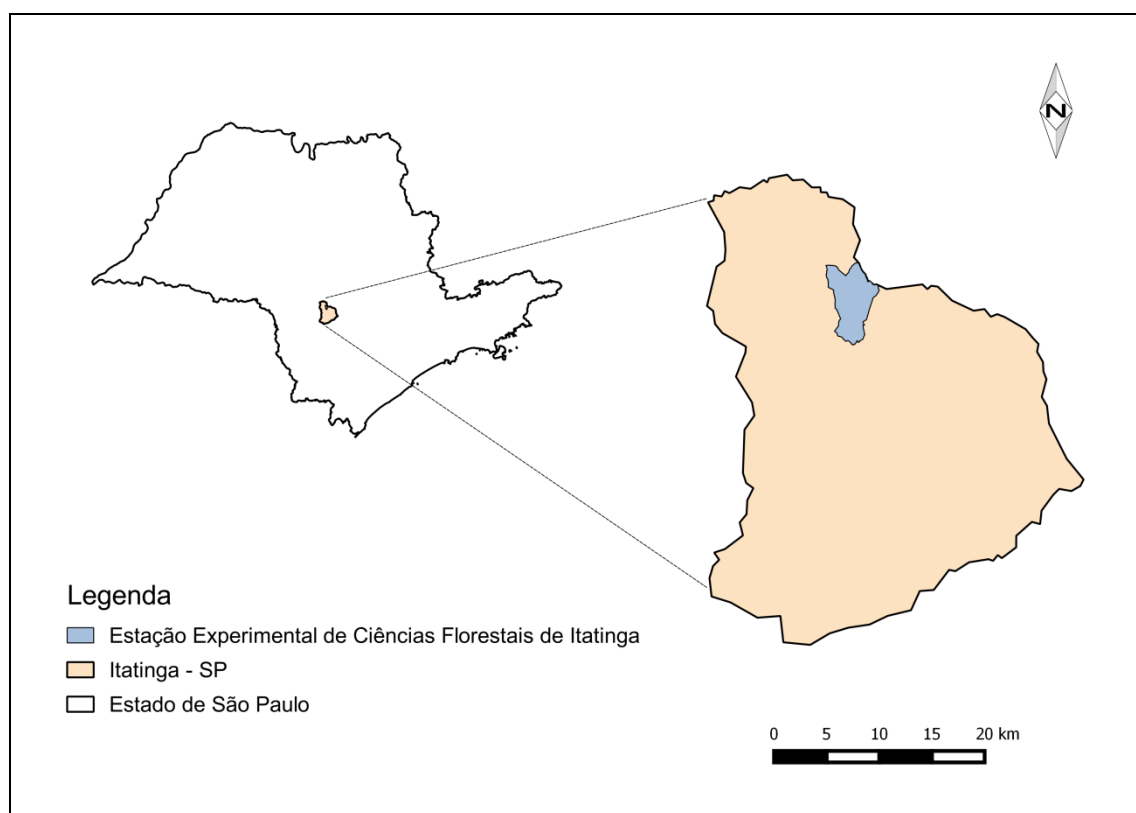 N
Legenda
Estação Experimental de Ciências Florestais de Itatinga
Itatinga - SP
Estado de São Paulo
0 5 10 15 20 km